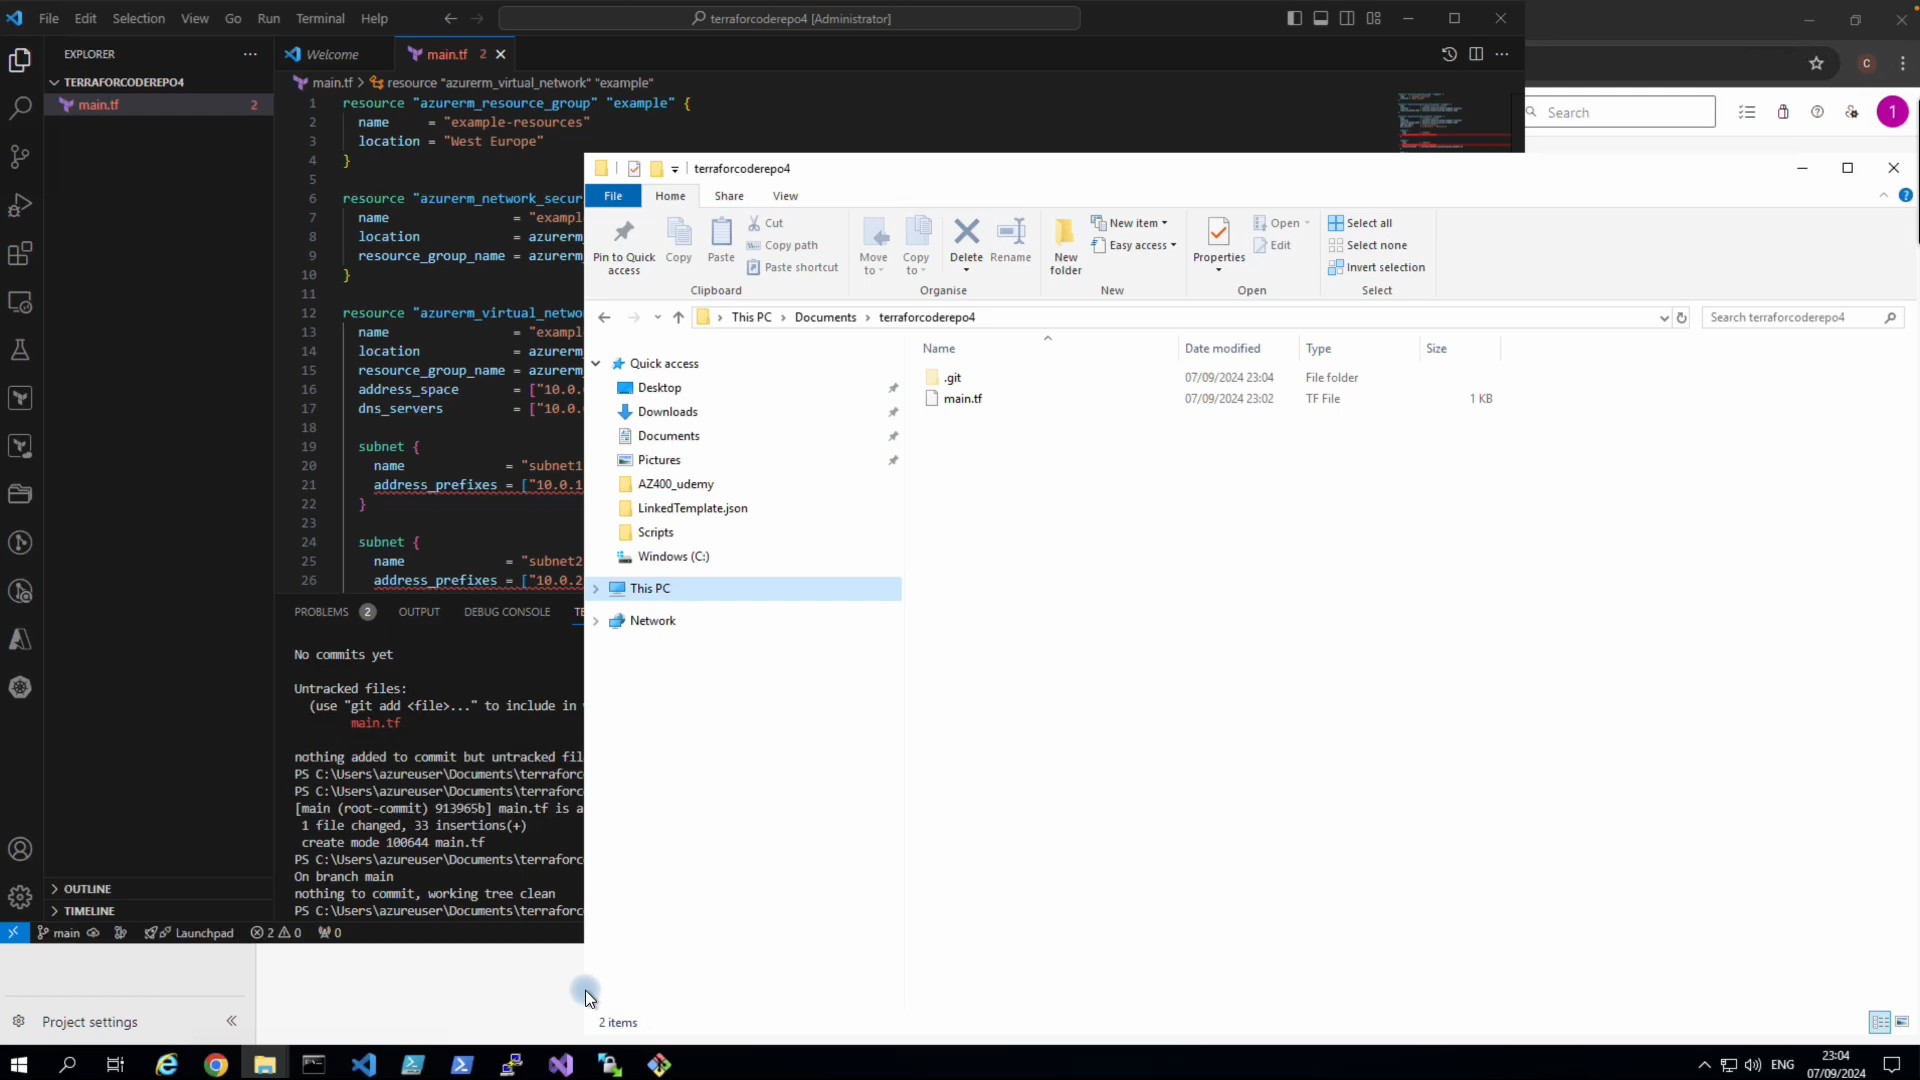 File Edit Selection View Go Run Terminal Help
terraforcoderepo4 [Administrator]
EXPLORER
TERRAFORCODEREPO4
main.tf 2
OUTLINE
TIMELINE
Welcome
main.tf 2
main.tf > resource "azurerm_virtual_network" "example"
1 resource "azurerm_resource_group" "example" {
2 name = "example-resources"
3 location = "West Europe"
4 }
5
6 resource "azurerm_network_secur
7 name = "exampl
8 location = azurerm
9 resource_group_name = azurerm
10 }
11
12 resource "azurerm_virtual_netwo
13 name = "exampl
14 location = azurerm
15 resource_group_name = azurerm
16 address_space = ["10.0.
17 dns_servers = ["10.0.
18
19 subnet {
20 name = "subnet1
21 address_prefixes = ["10.0.1
22 }
23
24 subnet {
25 name = "subnet2
26 address_prefixes = ["10.0.2
PROBLEMS 2 OUTPUT DEBUG CONSOLE TE
No commits yet
Untracked files:
(use "git add <file>..." to include in
main.tf
nothing added to commit but untracked fil
PS C:\Users\azureuser\Documents\terraforc
PS C:\Users\azureuser\Documents\terraforc
[main (root-commit) 913965b] main.tf is a
1 file changed, 33 insertions(+)
create mode 100644 main.tf
PS C:\Users\azureuser\Documents\terraforc
On branch main
nothing to commit, working tree clean
PS C:\Users\azureuser\Documents\terraforc
main Launchpad 2 0 0
Project settings
C
Search
1
terraforcoderepo4
File Home Share View
Pin to Quick access
Copy
Paste
Cut
Copy path
Paste shortcut
Clipboard
Move to
Copy to
Delete
Rename
Organise
New folder
New item
Easy access
New
Properties
Open
Edit
Open
Select all
Select none
Invert selection
Select
This PC > Documents > terraforcoderepo4
Search terraforcoderepo4
Quick access
Desktop
Downloads
Documents
Pictures
AZ400_udemy
LinkedTemplate.json
Scripts
Windows (C:)
This PC
Network
Name Date modified Type Size
.git 07/09/2024 23:04 File folder
main.tf 07/09/2024 23:02 TF File 1 KB
2 items
ENG
23:04
07/09/2024